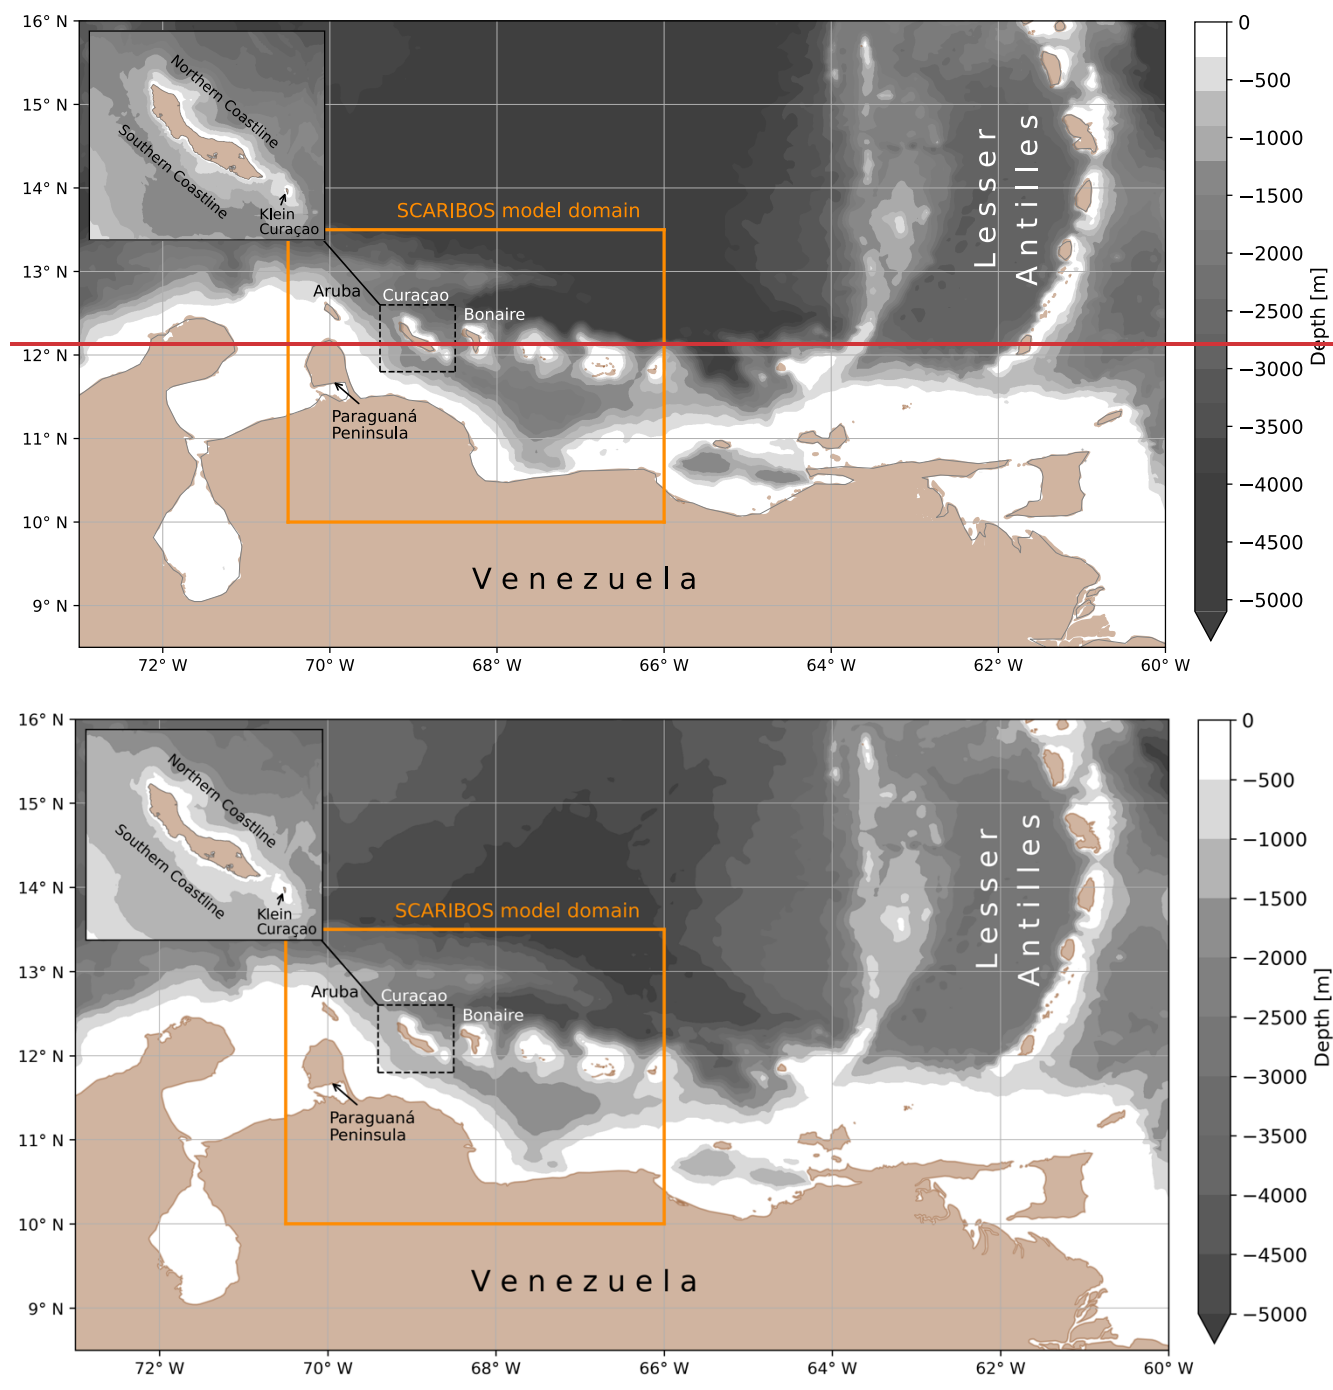 16° N
15° N
14° N
13° N
12° N
11° N
10° N
9° N
72° W
70° W
68° W
66° W
64° W
62° W
60° W
Northern Coastline
Southern Coastline
Klein
Curaçao
SCARIBOS model domain
Aruba
Curaçao
Bonaire
Paraguaná
Peninsula
Venezuela
Lesser
Antilles
0
−500
−1000
−1500
−2000
−2500
−3000
−3500
−4000
−4500
−5000
Depth [m]
16° N
15° N
14° N
13° N
12° N
11° N
10° N
9° N
72° W
70° W
68° W
66° W
64° W
62° W
60° W
Northern Coastline
Southern Coastline
Klein
Curaçao
SCARIBOS model domain
Aruba
Curaçao
Bonaire
Paraguaná
Peninsula
Venezuela
Lesser
Antilles
0
−500
−1000
−1500
−2000
−2500
−3000
−3500
−4000
−4500
−5000
Depth [m]